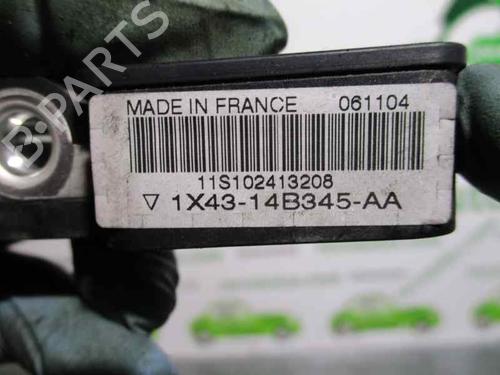 MADE IN FRANCE 061104
11S102413208
▽ 1X43-14B345-AA
B-PARTS